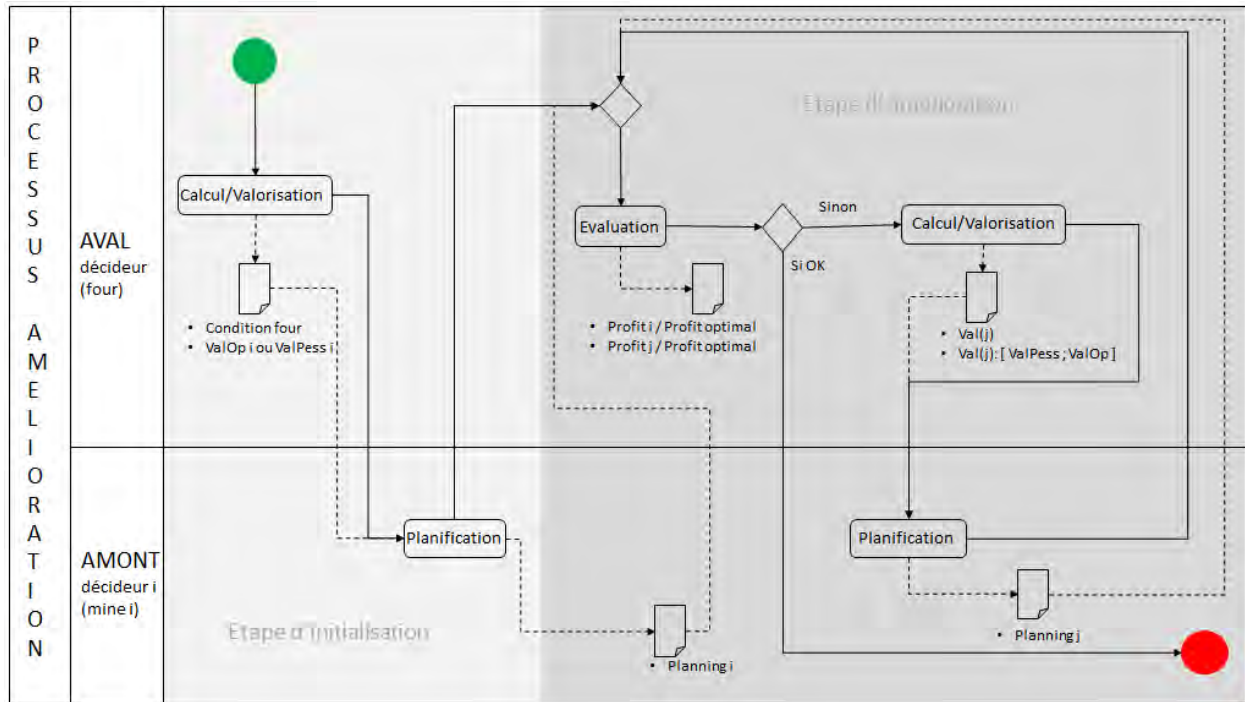 PROCESSUS AMELIORATION
AVAL
décideur
(four)
AMONT
décideur i
(mine i)
Calcul/Valorisation
• Condition four
• ValOp i ou ValPess i
Planification
Etape d'initialisation
• Planning i
Etape d'amélioration
Evaluation
• Profit i / Profit optimal
• Profit j / Profit optimal
Sinon
Si OK
Calcul/Valorisation
• Val(j)
• Val(j): [ ValPess ; ValOp ]
Planification
• Planning j